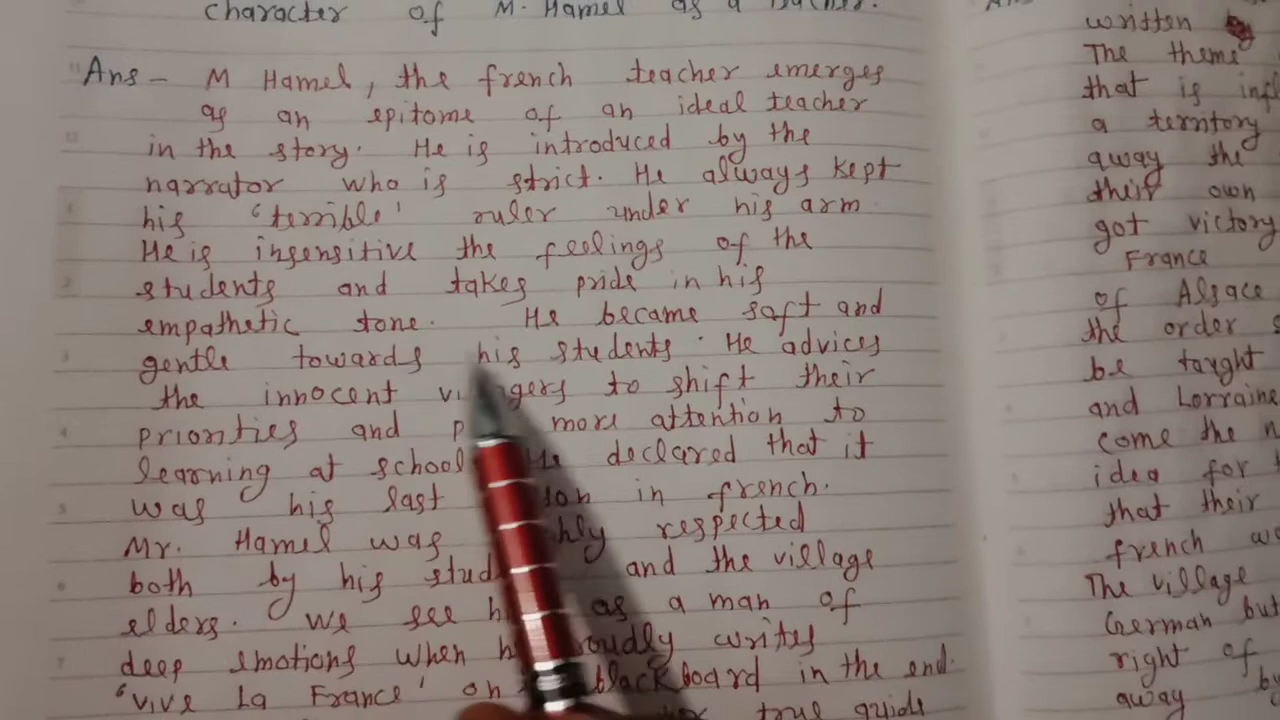 character of M. Hamel as a
Ans - M Hamel, the french teacher emerges
as an epitome of an ideal teacher
in the story. He is introduced by the
narrator who is strict. He always kept
his 'terrible' ruler under his arm
He is insensitive the feelings of the
students and takes pride in his
empathetic tone. He became soft and
gentle towards his students. He advices
the innocent to shift their
priorities and more attention to
learning at school He declared that it
was his last in french.
Mr. Hamel was respected
both by his and the village
elders. We see as a man of
deep emotions when writes
'vive La France' on blackboard in the end.
true guide
written by
The theme
that is
a territory
away the
their own
got victory
France
of Alsace
the order
be taught
and Lorraine
come the
idea for
that their
french
The village
German but
right of
away by